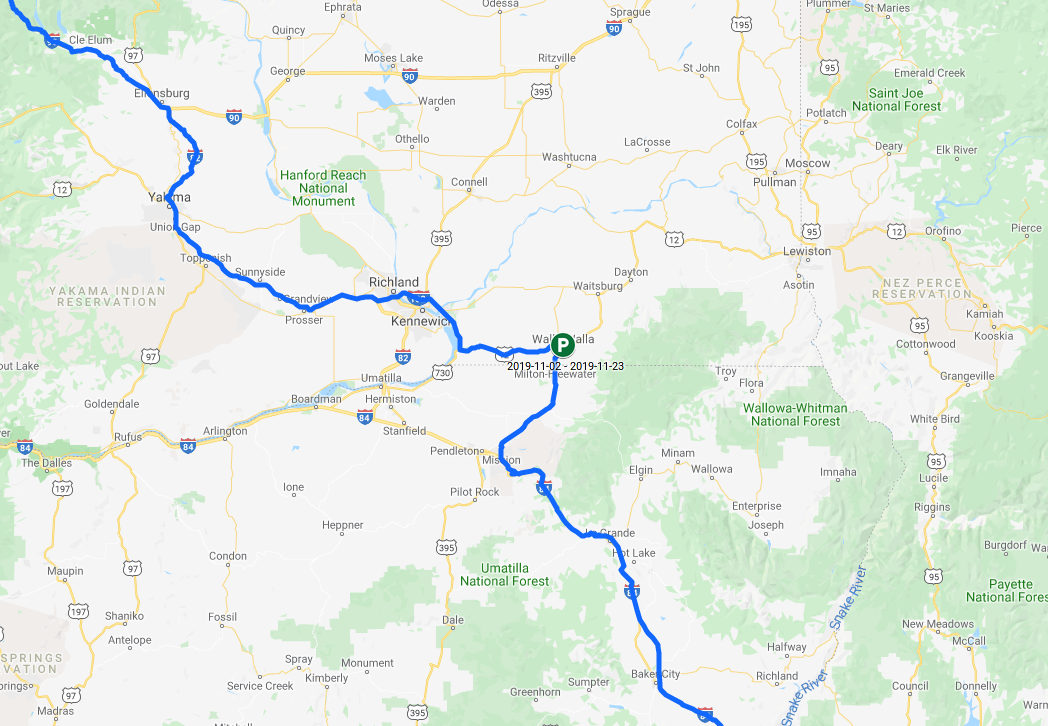 Ephrata
Odessa
Sprague
Plummer
St Maries
195
90
Quincy
Cle Elum
97
Moses Lake
Ritzville
95
George
90
St John
Emerald Creek
395
Saint Joe
National Forest
Ellensburg
Warden
90
Potlatch
Colfax
Othello
LaCrosse
Deary
Elk River
82
Washtucna
195
Moscow
Hanford Reach
National
Monument
Connell
Pullman
12
Yakima
Union Gap
395
12
95
12
Orofino
Pierce
Lewiston
Toppenish
Sunnyside
Dayton
Asotin
Richland
Waitsburg
YAKAMA INDIAN
RESERVATION
NEZ PERCE
RESERVATION
Grandview
Prosser
Kennewick
Kamiah
Kooskia
95
Cottonwood
Walla Walla
P
97
82
2019-11-02 - 2019-11-23
Milton-Freewater
730
Troy
Flora
Grangeville
Umatilla
Boardman
Hermiston
Goldendale
84
Wallowa-Whitman
National Forest
White Bird
Rufus
Arlington
Stanfield
84
84
The Dalles
Pendleton
Mission
Minam
Elgin
Wallowa
Imnaha
95
Lucile
197
97
Ione
Pilot Rock
84
Enterprise
Joseph
Riggins
Heppner
La Grande
Hot Lake
395
Burgdorf
Condon
Maupin
97
Umatilla
National Forest
95
Payette
National Fores
84
Snake River
197
Shaniko
Fossil
Dale
New Meadows
McCall
Antelope
Halfway
SPRINGS
VATION
Spray
Monument
Service Creek
Kimberly
Baker City
Richland
Sumpter
Greenhorn
Council
Donnelly
97
Madras
395
84
Snake River